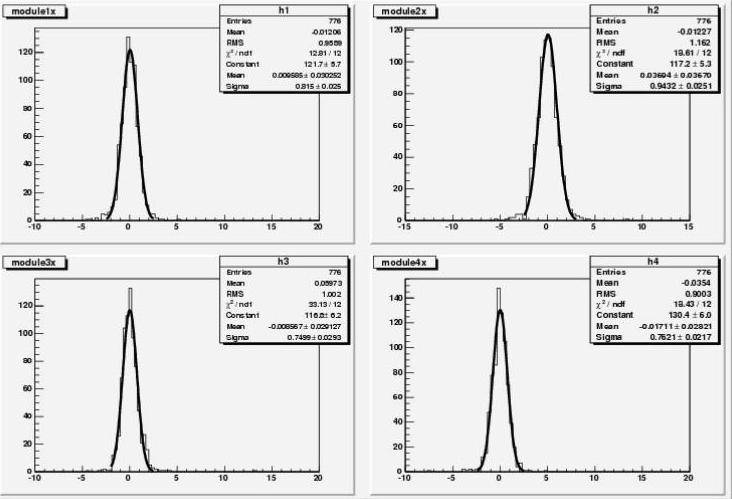 module1x
h1
Entries 776
Mean -0.01206
RMS 0.9559
χ² / ndf 12.81 / 12
Constant 121.7 ± 5.7
Mean 0.009585 ± 0.030252
Sigma 0.815 ± 0.025
120
100
80
60
40
20
0
-10 -5 0 5 10 15 20
module2x
h2
Entries 776
Mean -0.01227
RMS 1.162
χ² / ndf 18.61 / 12
Constant 117.2 ± 5.3
Mean 0.03694 ± 0.03670
Sigma 0.9432 ± 0.0251
120
100
80
60
40
20
0
-15 -10 -5 0 5 10 15
module3x
h3
Entries 776
Mean 0.05973
RMS 1.002
χ² / ndf 33.13 / 12
Constant 116.8 ± 6.2
Mean -0.008567 ± 0.029127
Sigma 0.7499 ± 0.0293
120
100
80
60
40
20
0
-10 -5 0 5 10 15 20
module4x
h4
Entries 776
Mean -0.0354
RMS 0.9003
χ² / ndf 18.43 / 12
Constant 130.4 ± 6.0
Mean -0.01711 ± 0.02821
Sigma 0.7621 ± 0.0217
140
120
100
80
60
40
20
0
-10 -5 0 5 10 15 20